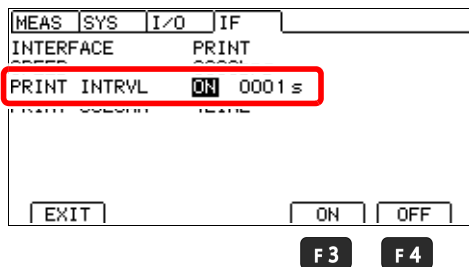 MEAS SYS I/O IF
INTERFACE PRINT
PRINT INTRVL ON 0001s
EXIT ON OFF
F3 F4